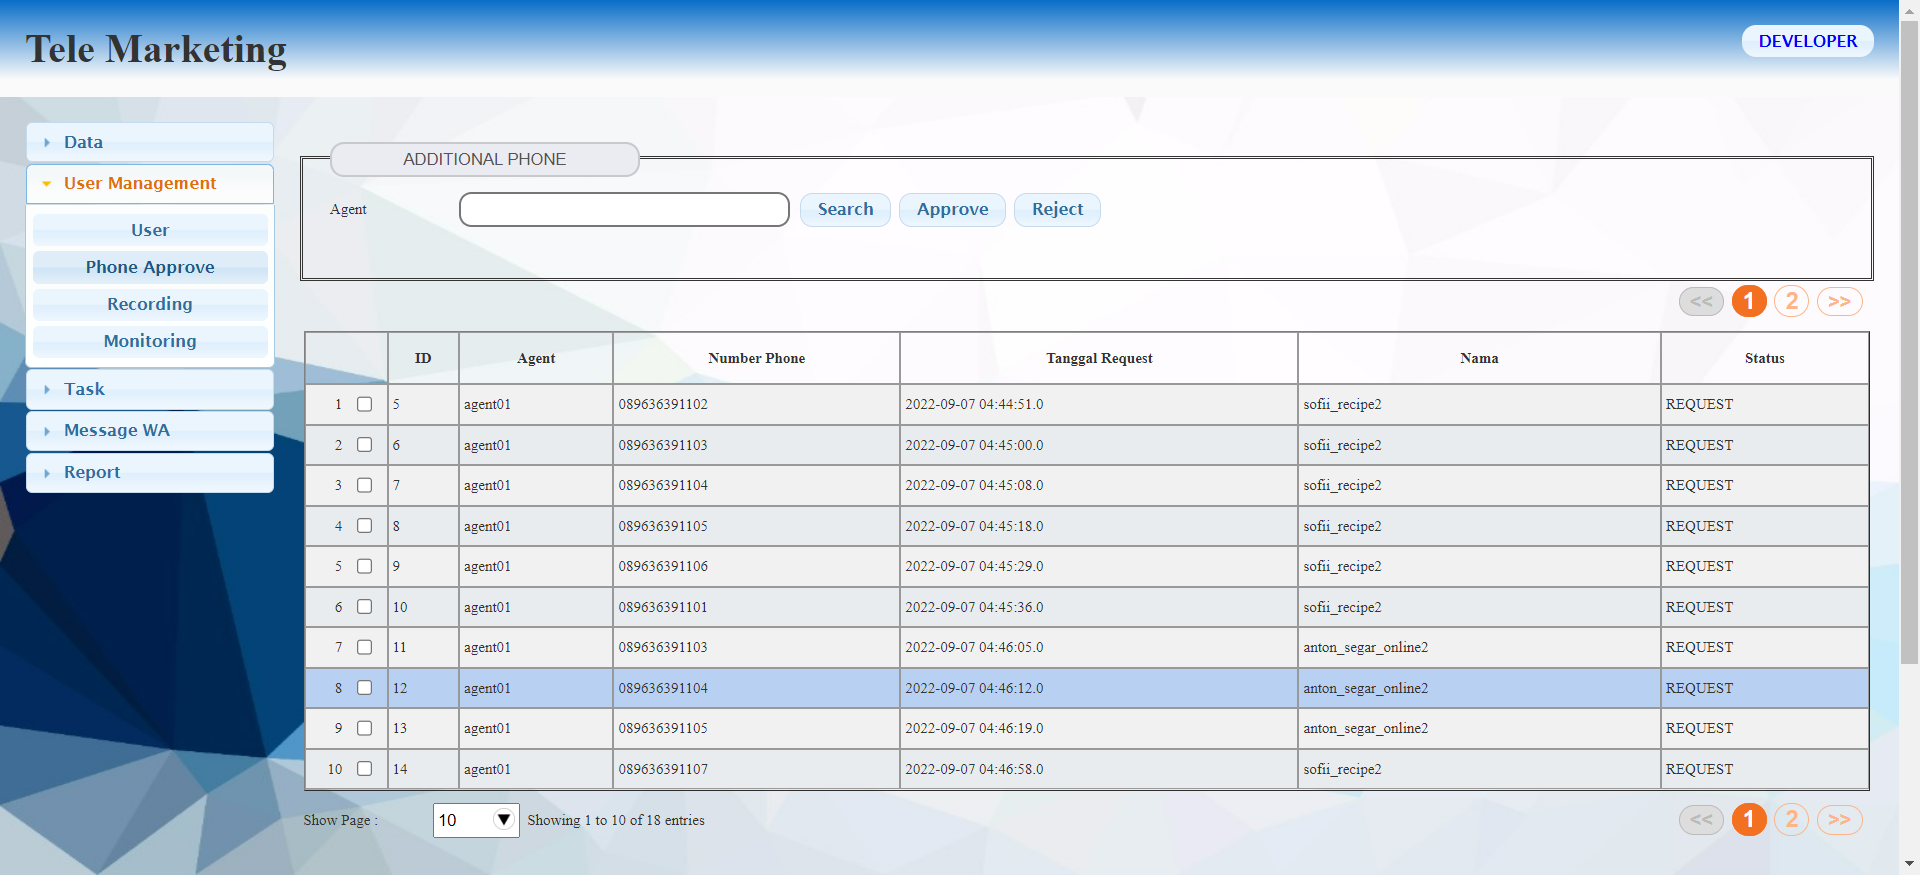 Tele Marketing
DEVELOPER
Data
User Management
User
Phone Approve
Recording
Monitoring
Task
Message WA
Report
ADDITIONAL PHONE
Agent Search Approve Reject
<< 1 2 >>
ID Agent Number Phone Tanggal Request Nama Status
1 5 agent01 089636391102 2022-09-07 04:44:51.0 sofii_recipe2 REQUEST
2 6 agent01 089636391103 2022-09-07 04:45:00.0 sofii_recipe2 REQUEST
3 7 agent01 089636391104 2022-09-07 04:45:08.0 sofii_recipe2 REQUEST
4 8 agent01 089636391105 2022-09-07 04:45:18.0 sofii_recipe2 REQUEST
5 9 agent01 089636391106 2022-09-07 04:45:29.0 sofii_recipe2 REQUEST
6 10 agent01 089636391101 2022-09-07 04:45:36.0 sofii_recipe2 REQUEST
7 11 agent01 089636391103 2022-09-07 04:46:05.0 anton_segar_online2 REQUEST
8 12 agent01 089636391104 2022-09-07 04:46:12.0 anton_segar_online2 REQUEST
9 13 agent01 089636391105 2022-09-07 04:46:19.0 anton_segar_online2 REQUEST
10 14 agent01 089636391107 2022-09-07 04:46:58.0 sofii_recipe2 REQUEST
Show Page : 10 Showing 1 to 10 of 18 entries
<< 1 2 >>